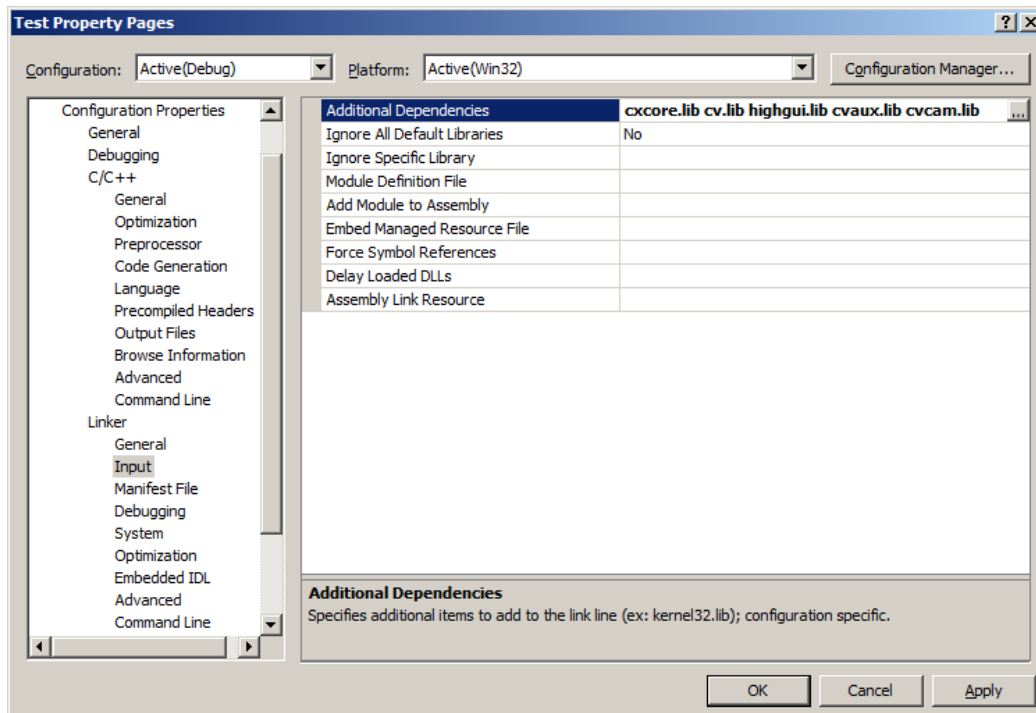 Test Property Pages
Configuration: Active(Debug) Platform: Active(Win32) Configuration Manager...
Configuration Properties
General
Debugging
C/C++
General
Optimization
Preprocessor
Code Generation
Language
Precompiled Headers
Output Files
Browse Information
Advanced
Command Line
Linker
General
Input
Manifest File
Debugging
System
Optimization
Embedded IDL
Advanced
Command Line
Additional Dependencies cxcore.lib cv.lib highgui.lib cvaux.lib cvcam.lib ...
Ignore All Default Libraries No
Ignore Specific Library
Module Definition File
Add Module to Assembly
Embed Managed Resource File
Force Symbol References
Delay Loaded DLLs
Assembly Link Resource
Additional Dependencies
Specifies additional items to add to the link line (ex: kernel32.lib); configuration specific.
OK Cancel Apply